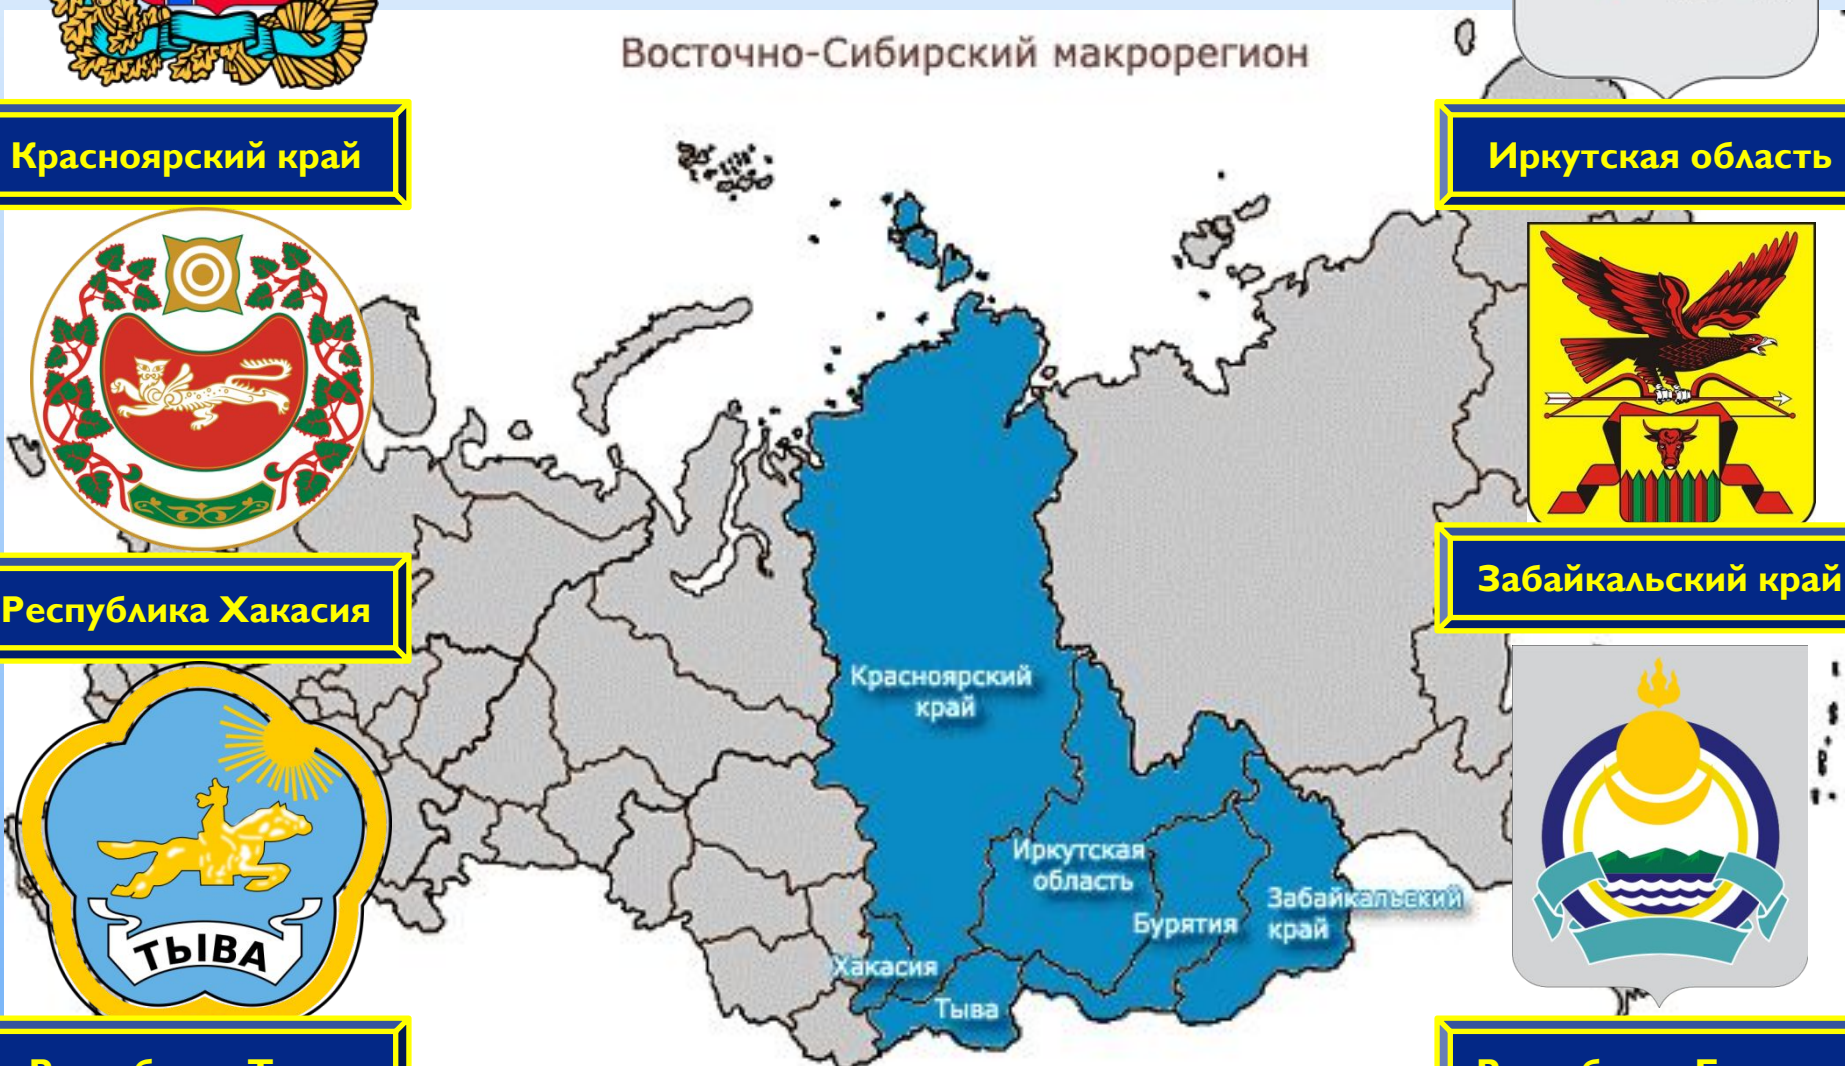 Восточно-Сибирский макрорегион
Красноярский край
Иркутская область
Республика Хакасия
Забайкальский край
Красноярский
край
Иркутская
область
Бурятия
Забайкальский
край
Хакасия
Тыва
ТЫВА